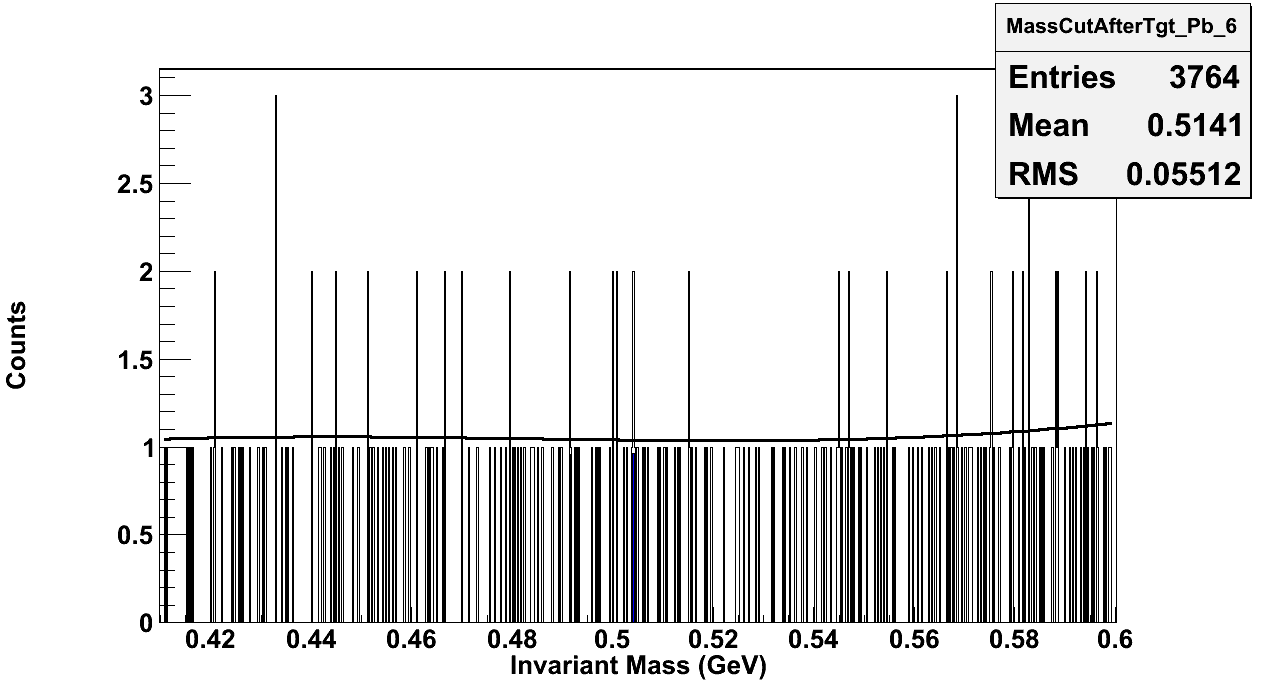 MassCutAfterTgt_Pb_6
Entries 3764
Mean 0.5141
RMS 0.05512
3
2.5
2
1.5
1
0.5
0
Counts
0.42 0.44 0.46 0.48 0.5 0.52 0.54 0.56 0.58 0.6
Invariant Mass (GeV)